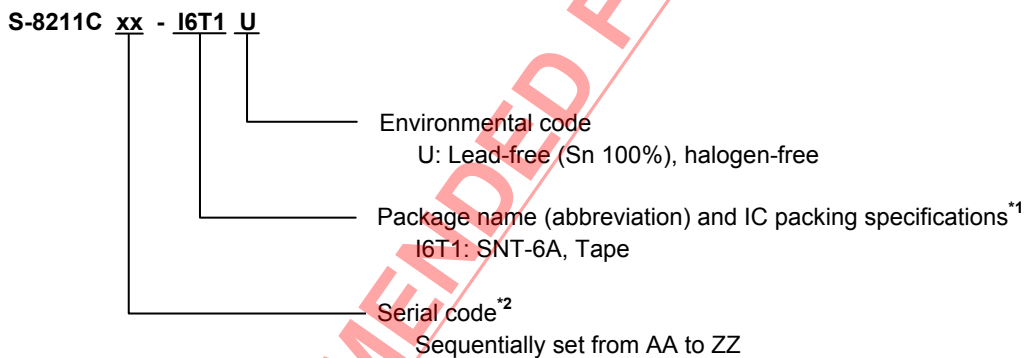 S-8211C xx - I6T1 U
Environmental code
U: Lead-free (Sn 100%), halogen-free
Package name (abbreviation) and IC packing specifications*1
I6T1: SNT-6A, Tape
Serial code*2
Sequentially set from AA to ZZ